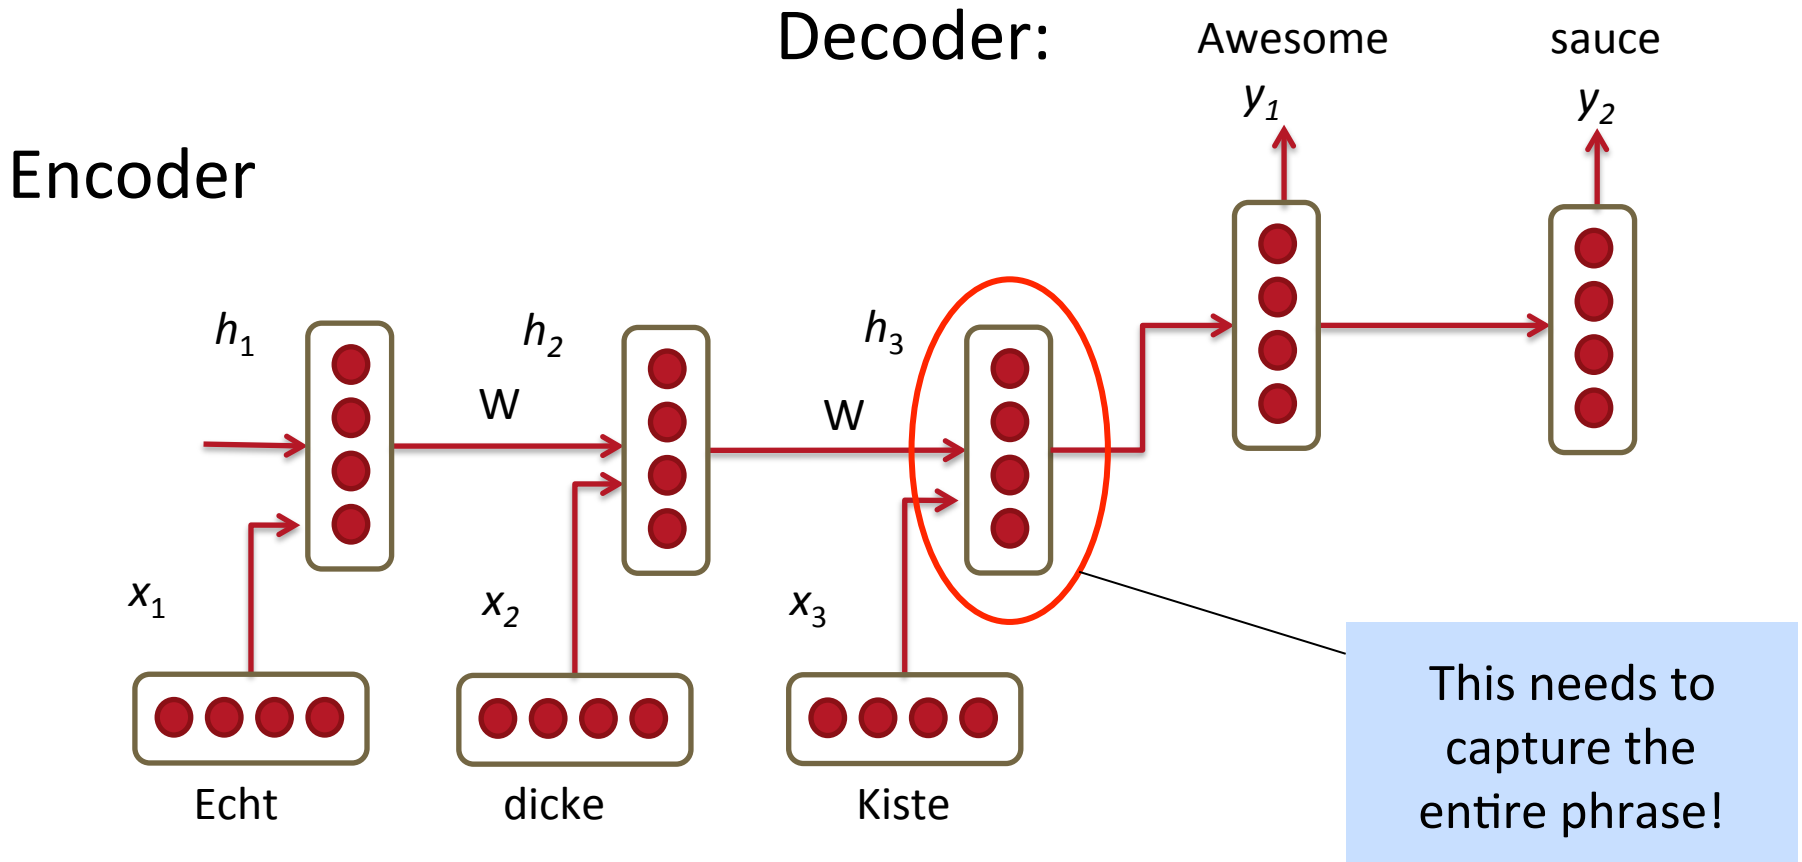 Decoder:
Awesome sauce
y1 y2
Encoder
h1 h2 h3
W W
x1 x2 x3
Echt dicke Kiste
This needs to
capture the
entire phrase!